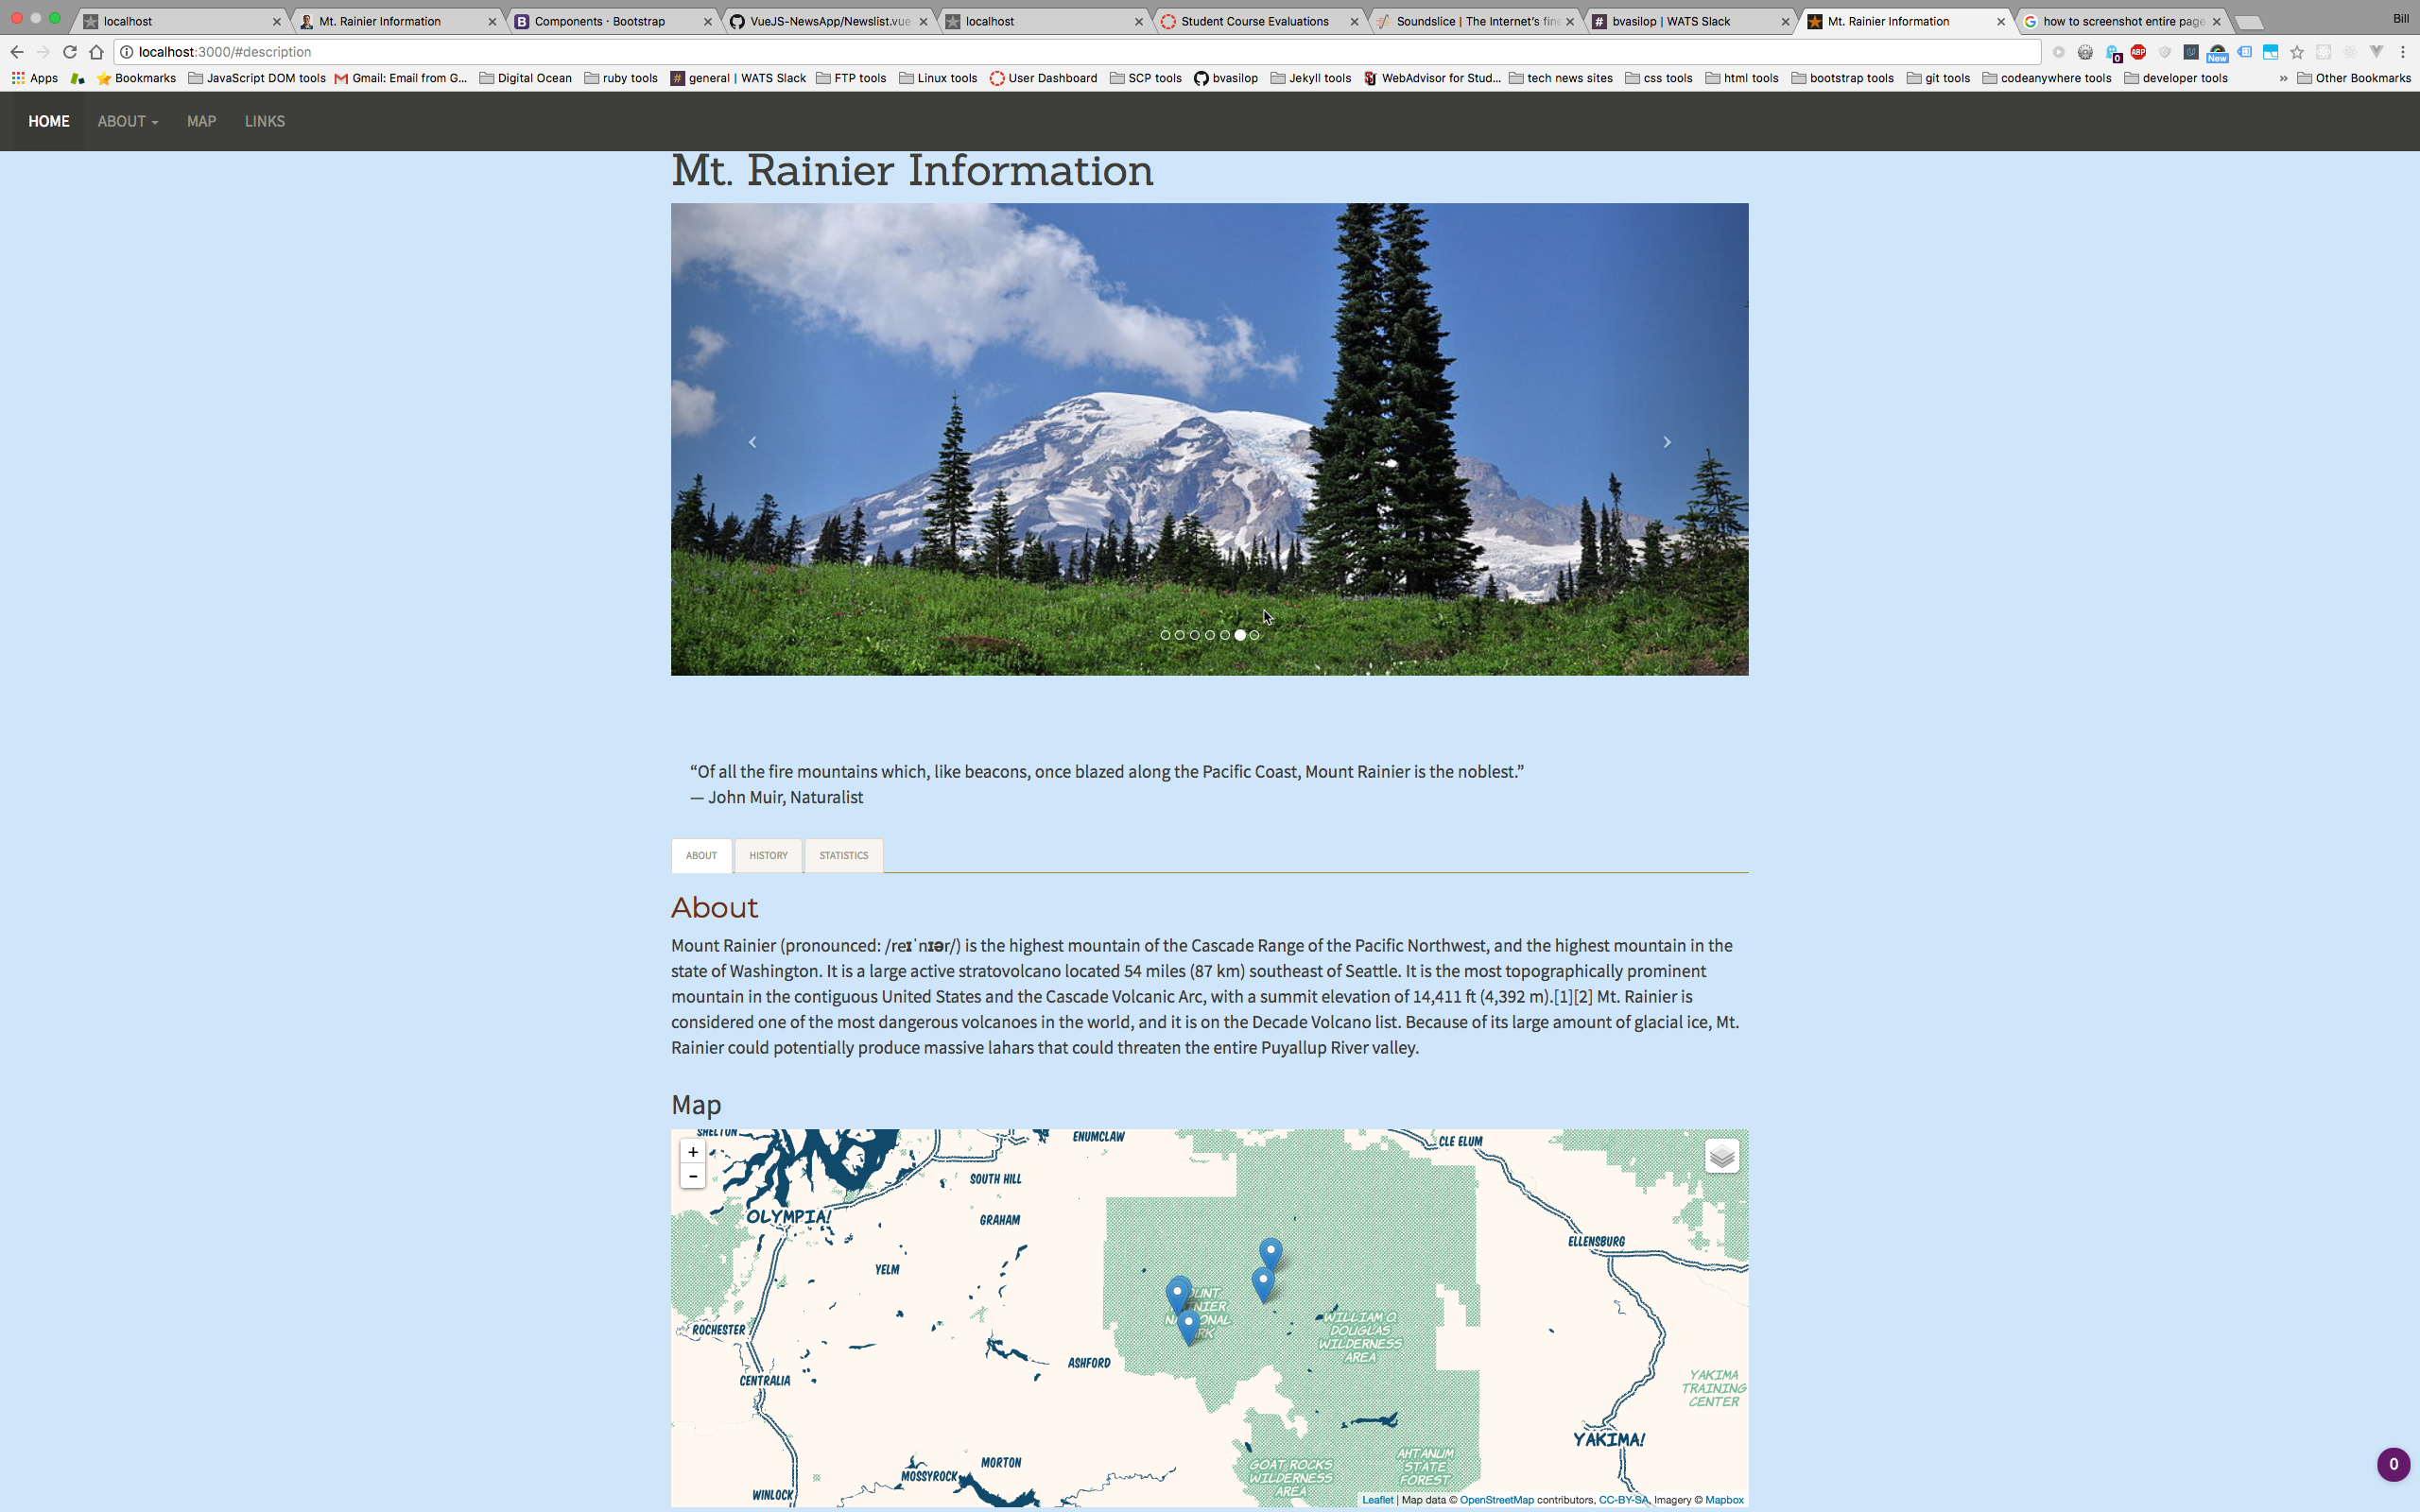 localhost
Mt. Rainier Information
Components · Bootstrap
VueJS-NewsApp/Newslist.vue
localhost
Student Course Evaluations
Soundslice | The Internet's fine
bvasilop | WATS Slack
Mt. Rainier Information
how to screenshot entire page
Bill
localhost:3000/#description
ABP
New
0
Apps
Bookmarks
JavaScript DOM tools
Gmail: Email from G...
Digital Ocean
ruby tools
general | WATS Slack
FTP tools
Linux tools
User Dashboard
SCP tools
bvasilop
Jekyll tools
WebAdvisor for Stud...
tech news sites
css tools
html tools
bootstrap tools
git tools
codeanywhere tools
developer tools
» Other Bookmarks
HOME ABOUT MAP LINKS
Mt. Rainier Information
“Of all the fire mountains which, like beacons, once blazed along the Pacific Coast, Mount Rainier is the noblest.”
— John Muir, Naturalist
ABOUT HISTORY STATISTICS
About
Mount Rainier (pronounced: /reɪˈnɪər/) is the highest mountain of the Cascade Range of the Pacific Northwest, and the highest mountain in the
state of Washington. It is a large active stratovolcano located 54 miles (87 km) southeast of Seattle. It is the most topographically prominent
mountain in the contiguous United States and the Cascade Volcanic Arc, with a summit elevation of 14,411 ft (4,392 m).[1][2] Mt. Rainier is
considered one of the most dangerous volcanoes in the world, and it is on the Decade Volcano list. Because of its large amount of glacial ice, Mt.
Rainier could potentially produce massive lahars that could threaten the entire Puyallup River valley.
Map
+
-
SHELTON
ENUMCLAW
CLE ELUM
SOUTH HILL
OLYMPIA!
GRAHAM
ELLENSBURG
YELM
WILLIAM O.
DOUGLAS
WILDERNESS
AREA
ROCHESTER
ASHFORD
CENTRALIA
YAKIMA
TRAINING
CENTER
YAKIMA!
MORTON
MOSSYROCK
GOAT ROCKS
WILDERNESS
AREA
AHTANUM
STATE
FOREST
WINLOCK
0
Leaflet | Map data © OpenStreetMap contributors, CC-BY-SA, Imagery © Mapbox